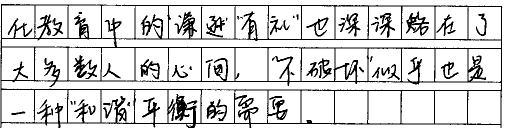 化教育中的"谦逊""有礼"也深深烙在了
大多数人的心间，"不破坏"似乎也是
一种"和谐"平衡的需要．